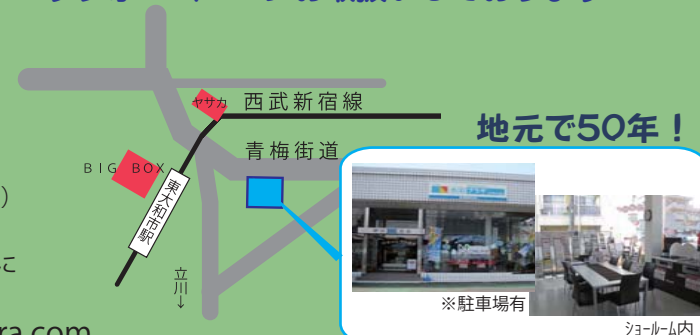 ヤサカ
西武新宿線
地元で50年！
青梅街道
BIG BOX
東大和市駅
）
に
立川→
※駐車場有
ra.com
ショールーム内